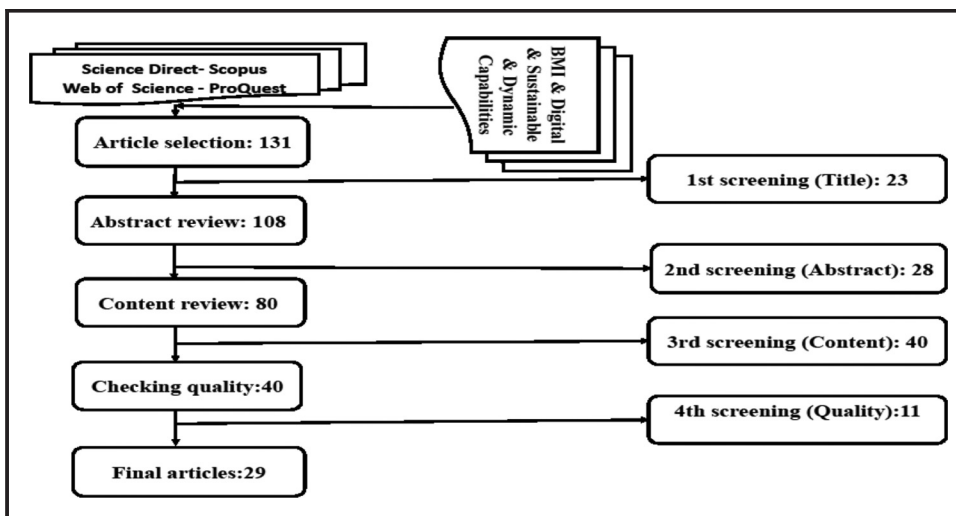 Science Direct- Scopus
Web of Science - ProQuest
BMI & Digital
& Sustainable
& Dynamic
Capabilities
Article selection: 131
1st screening (Title): 23
Abstract review: 108
2nd screening (Abstract): 28
Content review: 80
3rd screening (Content): 40
Checking quality:40
4th screening (Quality):11
Final articles:29